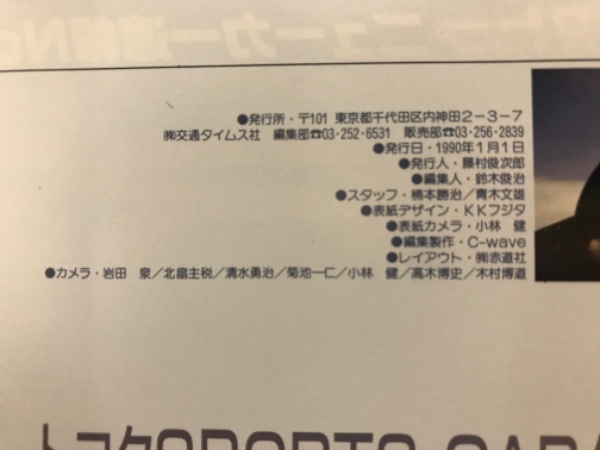 ●発行所・〒101 東京都千代田区内神田2-3-7
㈱交通タイムス社 編集部☎03・252・6531 販売部☎03・256・2839
●発行日・1990年1月1日
●発行人・藤村俊次郎
●編集人・鈴木俊治
●スタッフ・楠本勝治／青木文雄
●表紙デザイン・KKフジタ
●表紙カメラ・小林 健
●編集製作・C-wave
●レイアウト・㈱赤道社
●カメラ・岩田 泉／北畠主税／清水勇治／菊池一仁／小林 健／高木博史／木村博道